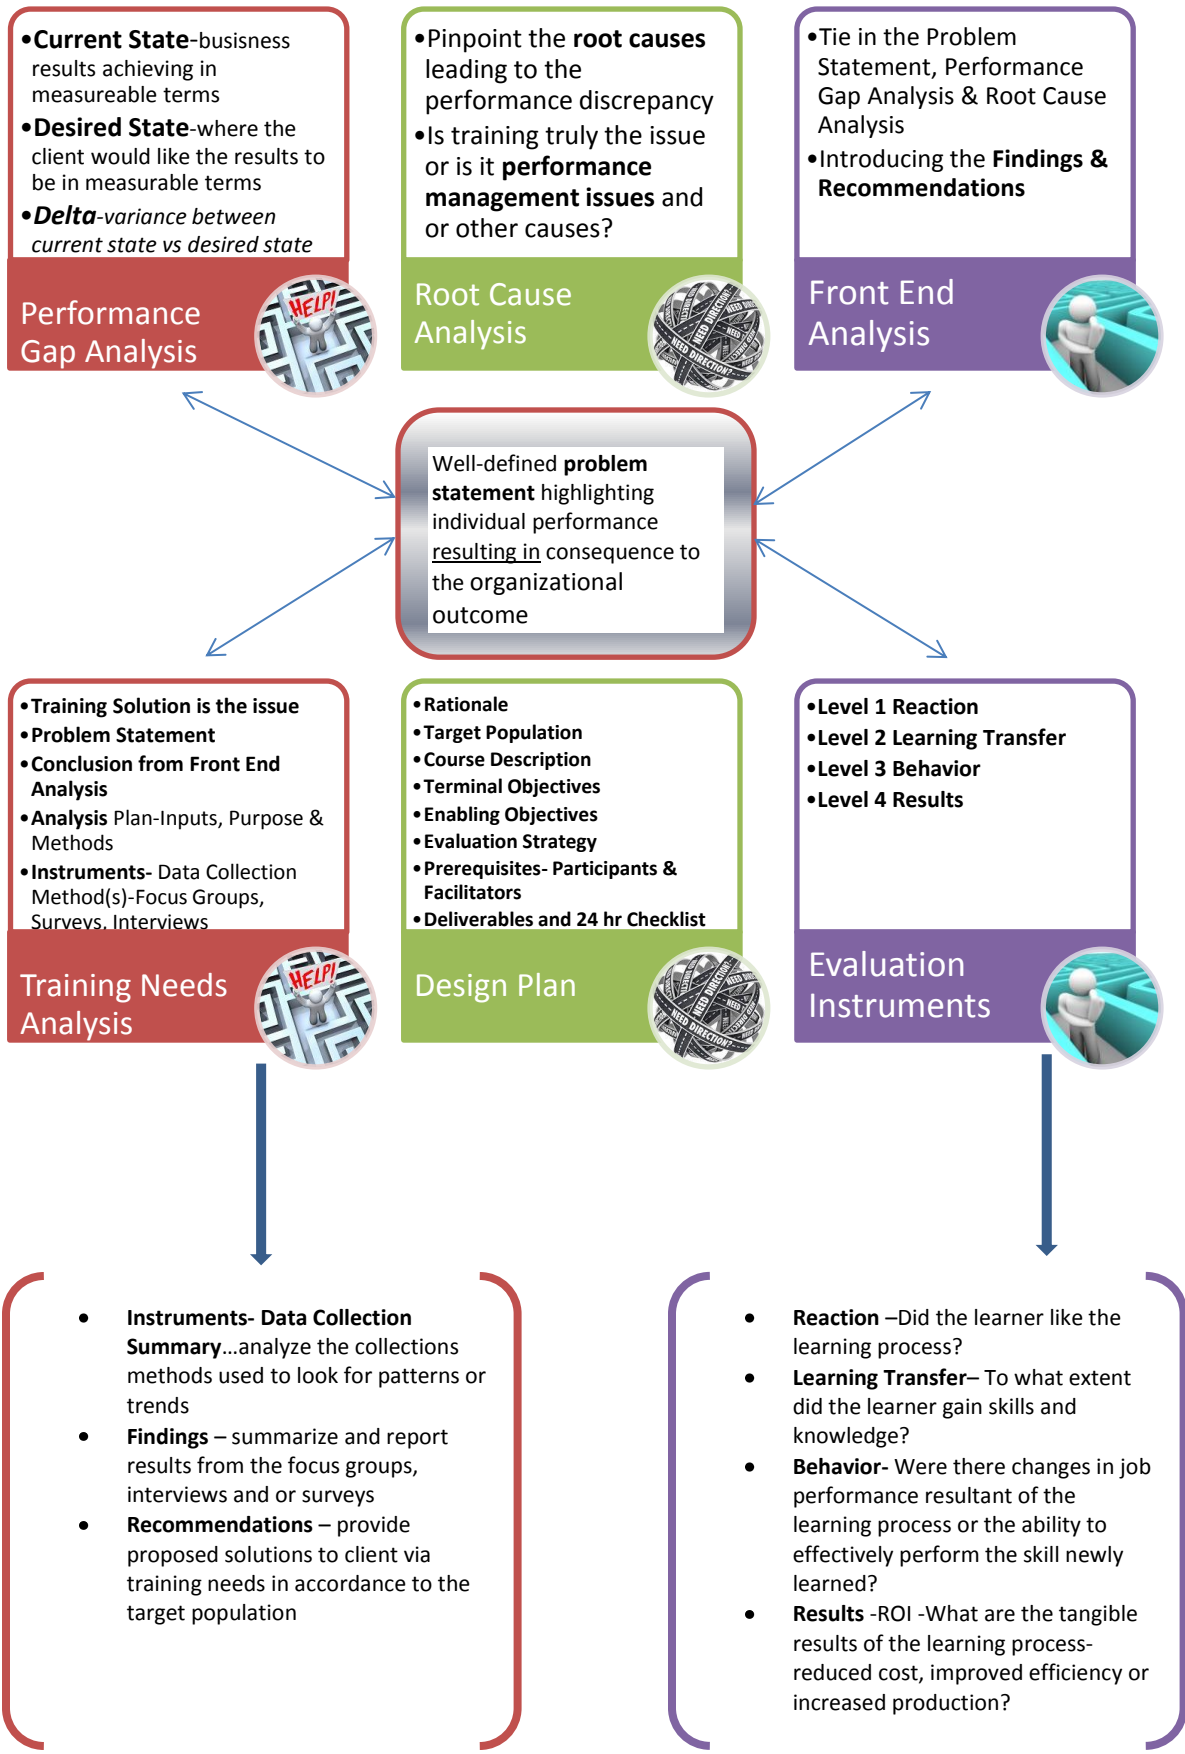 •Current State-busisness
results achieving in
measureable terms
•Desired State-where the
client would like the results to
be in measurable terms
•Delta-variance between
current state vs desired state
Performance
Gap Analysis
HELP!
•Pinpoint the root causes
leading to the
performance discrepancy
•Is training truly the issue
or is it performance
management issues and
or other causes?
Root Cause
Analysis
NEED DIRECTION?
•Tie in the Problem
Statement, Performance
Gap Analysis & Root Cause
Analysis
•Introducing the Findings &
Recommendations
Front End
Analysis
Well-defined problem
statement highlighting
individual performance
resulting in consequence to
the organizational
outcome
•Training Solution is the issue
•Problem Statement
•Conclusion from Front End
Analysis
•Analysis Plan-Inputs, Purpose &
Methods
•Instruments- Data Collection
Method(s)-Focus Groups,
Surveys, Interviews
Training Needs
Analysis
HELP!
•Rationale
•Target Population
•Course Description
•Terminal Objectives
•Enabling Objectives
•Evaluation Strategy
•Prerequisites- Participants &
Facilitators
•Deliverables and 24 hr Checklist
Design Plan
NEED DIRECTION?
•Level 1 Reaction
•Level 2 Learning Transfer
•Level 3 Behavior
•Level 4 Results
Evaluation
Instruments
• Instruments- Data Collection
Summary…analyze the collections
methods used to look for patterns or
trends
• Findings – summarize and report
results from the focus groups,
interviews and or surveys
• Recommendations – provide
proposed solutions to client via
training needs in accordance to the
target population
• Reaction –Did the learner like the
learning process?
• Learning Transfer– To what extent
did the learner gain skills and
knowledge?
• Behavior- Were there changes in job
performance resultant of the
learning process or the ability to
effectively perform the skill newly
learned?
• Results -ROI -What are the tangible
results of the learning process-
reduced cost, improved efficiency or
increased production?